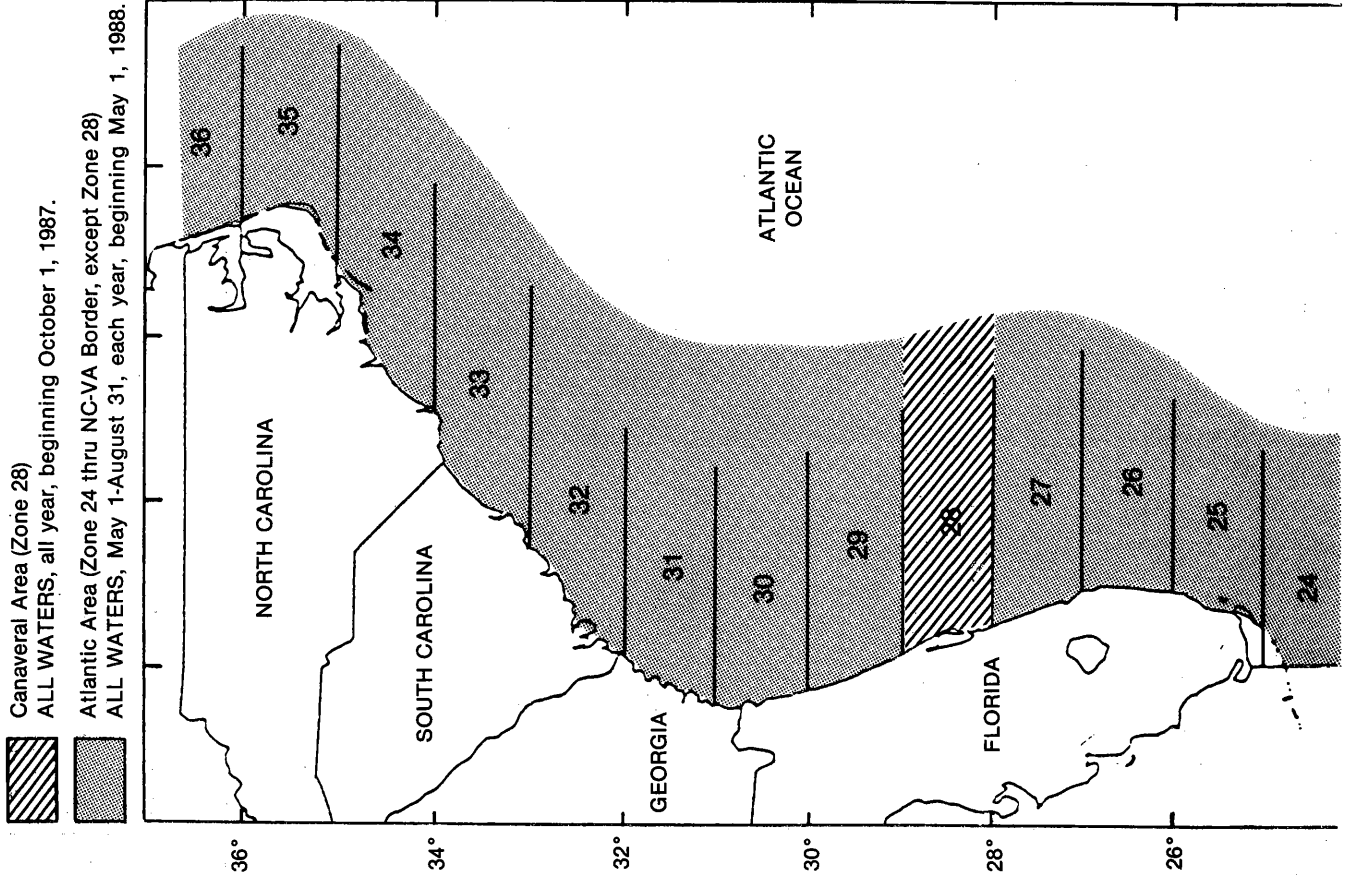 Canaveral Area (Zone 28)
ALL WATERS, all year, beginning October 1, 1987.
Atlantic Area (Zone 24 thru NC-VA Border, except Zone 28)
ALL WATERS, May 1-August 31, each year, beginning May 1, 1988.
36
35
34
33
32
31
30
29
28
27
26
25
24
NORTH CAROLINA
SOUTH CAROLINA
GEORGIA
FLORIDA
ATLANTIC
OCEAN
36°
34°
32°
30°
28°
26°